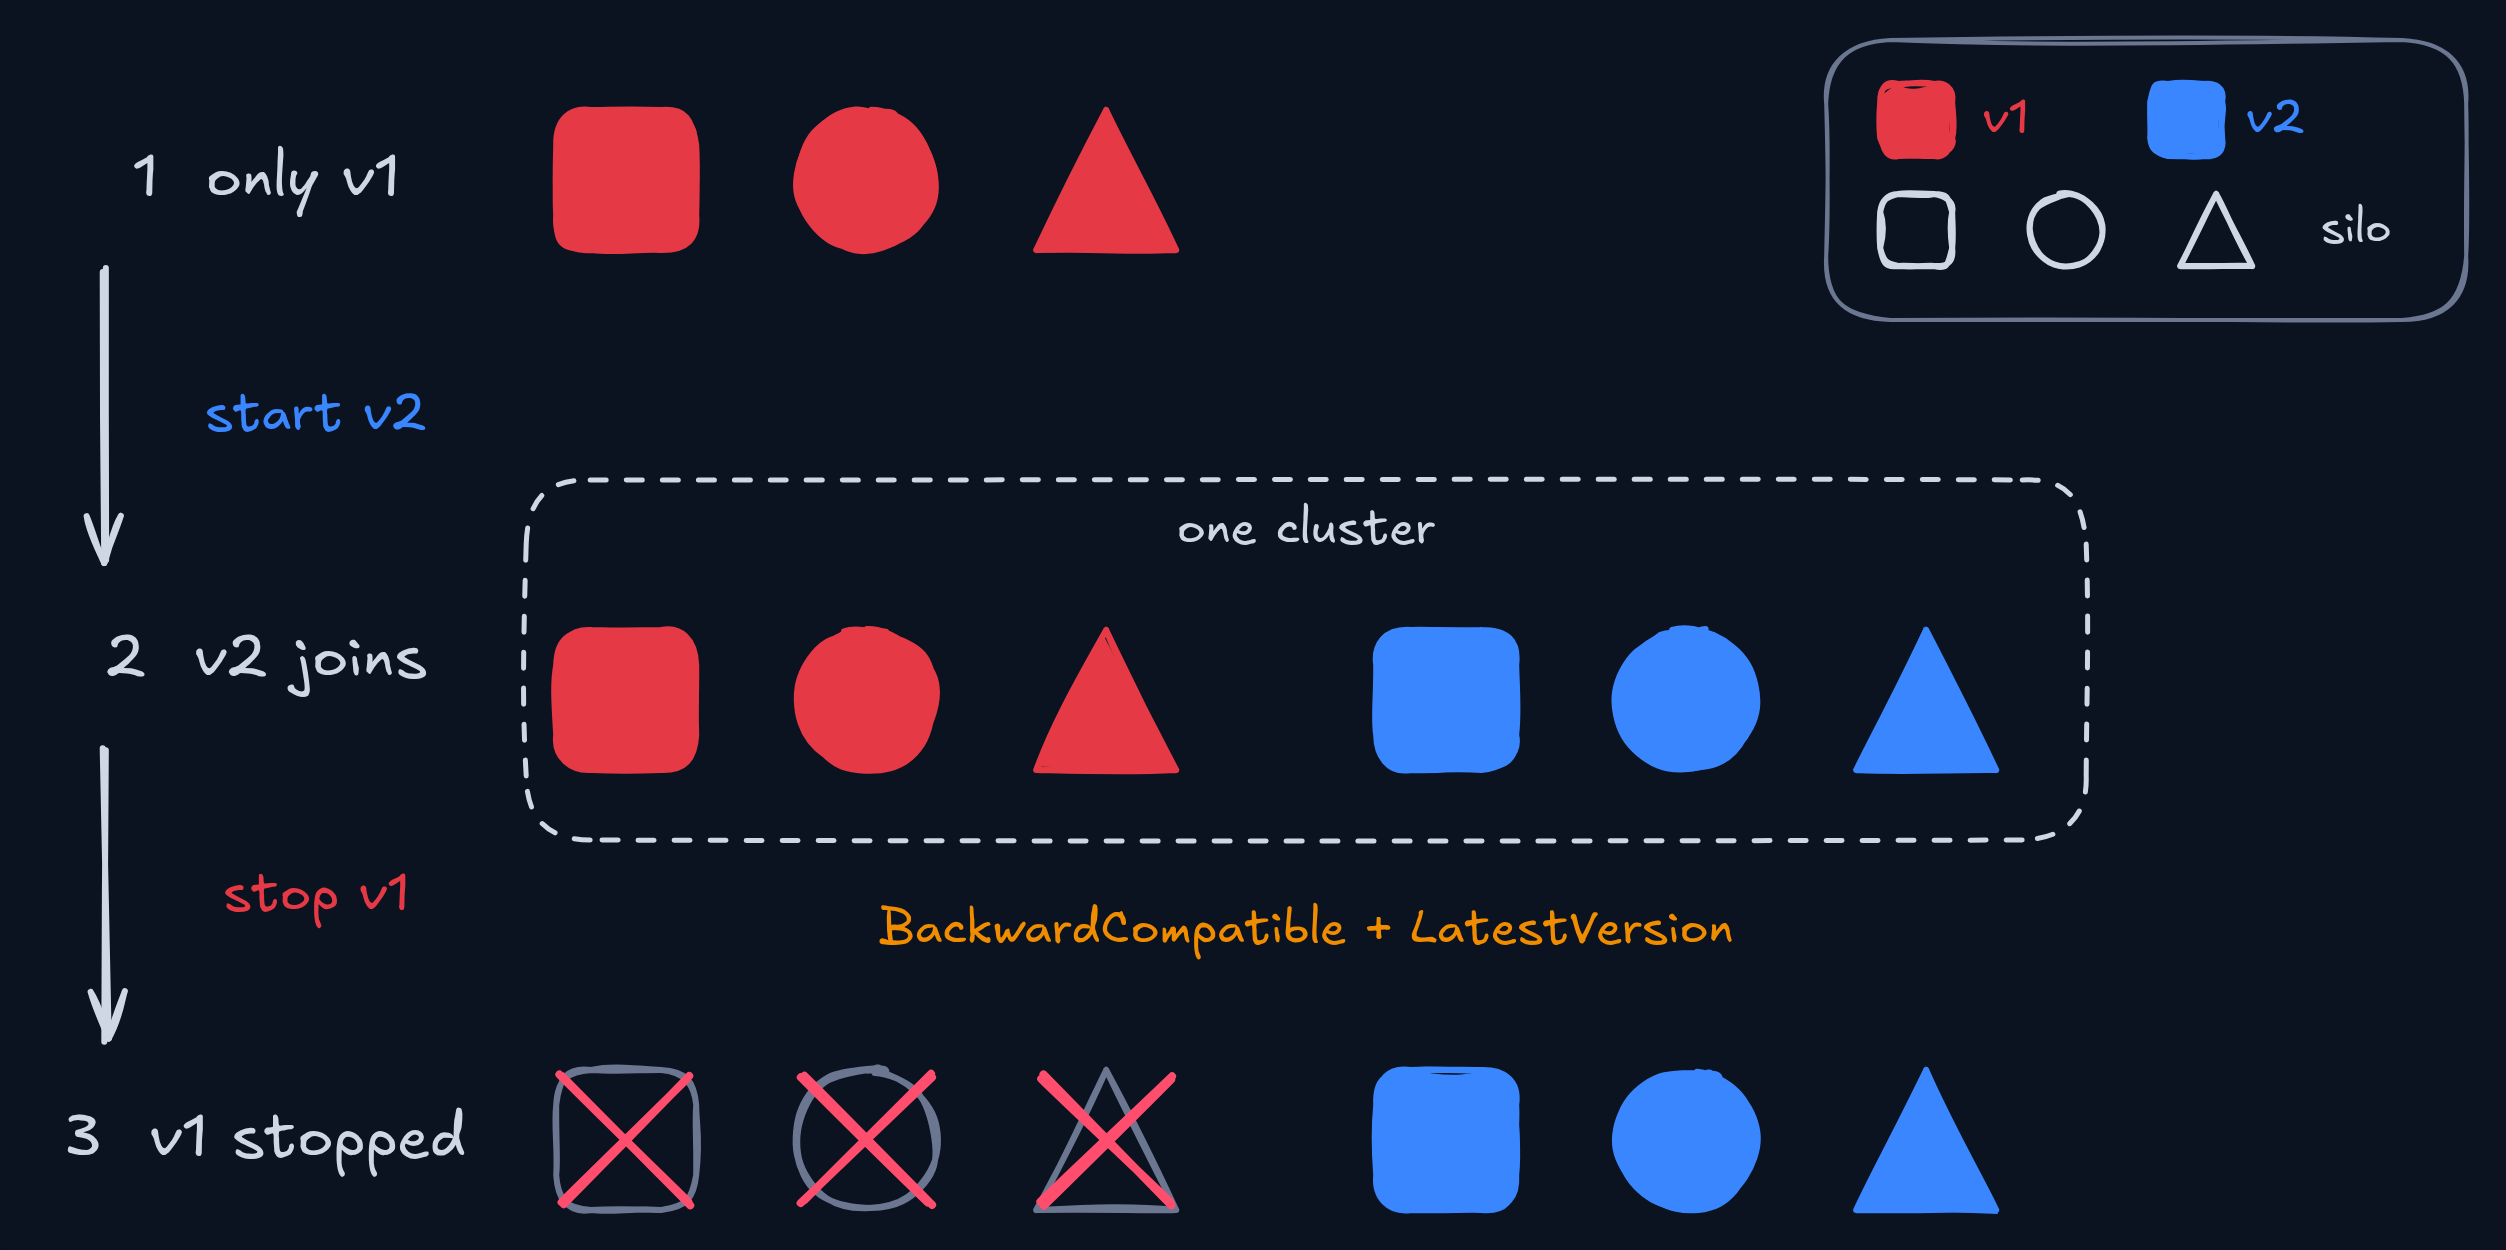 1 only v1
v1
v2
silo
start v2
one cluster
2 v2 joins
stop v1
BackwardCompatible + LatestVersion
3 v1 stopped